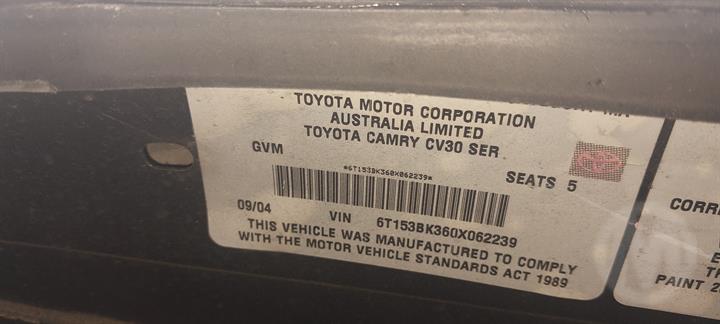 TOYOTA MOTOR CORPORATION
AUSTRALIA LIMITED
TOYOTA CAMRY CV30 SER
GVM
SEATS 5
*6T153BK360X062239*
09/04 VIN 6T153BK360X062239
THIS VEHICLE WAS MANUFACTURED TO COMPLY
WITH THE MOTOR VEHICLE STANDARDS ACT 1989
CORR
E
PAINT